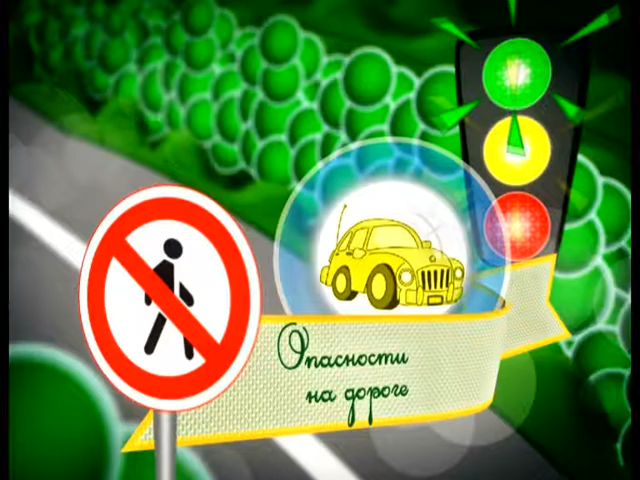 Опасности
на дороге